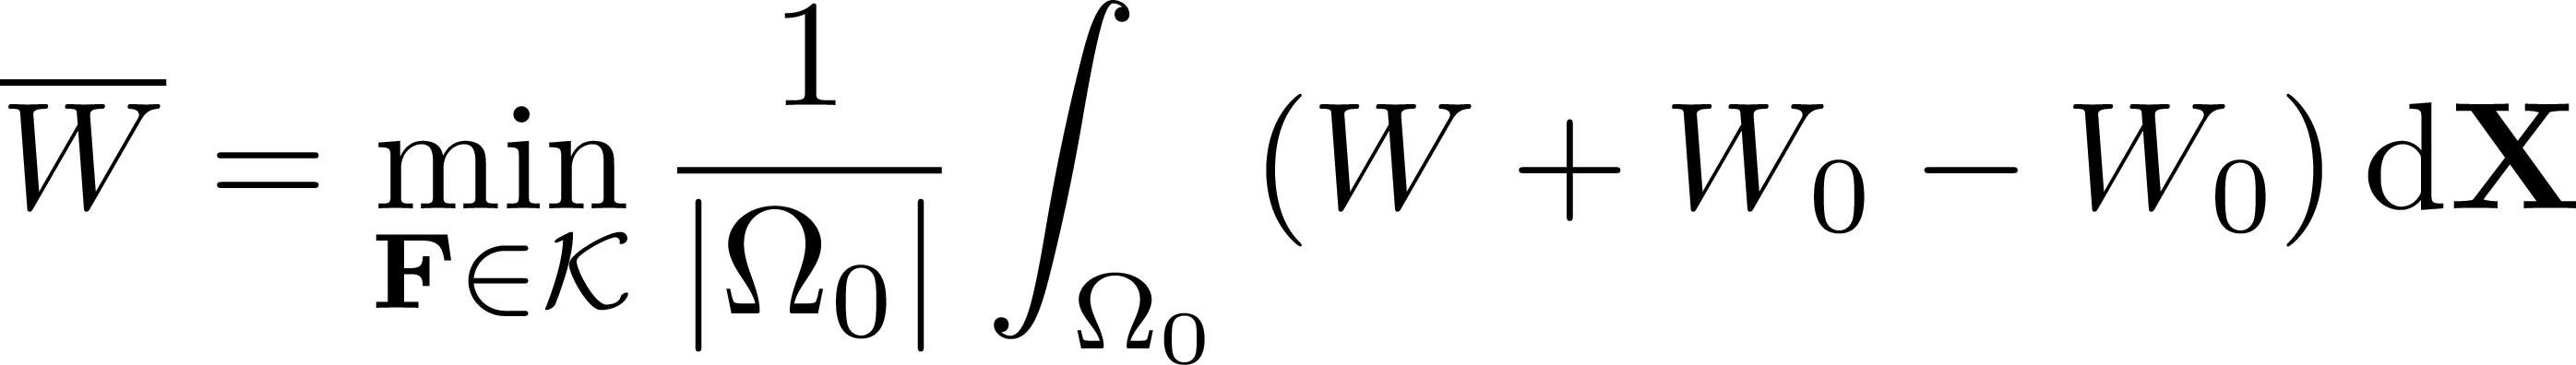 $\overline{W} = \min_{\mathbf{F} \in \mathcal{K}} \frac{1}{|\Omega_0|} \int_{\Omega_0} (W + W_0 - W_0) \, \mathrm{d}\mathbf{X}$